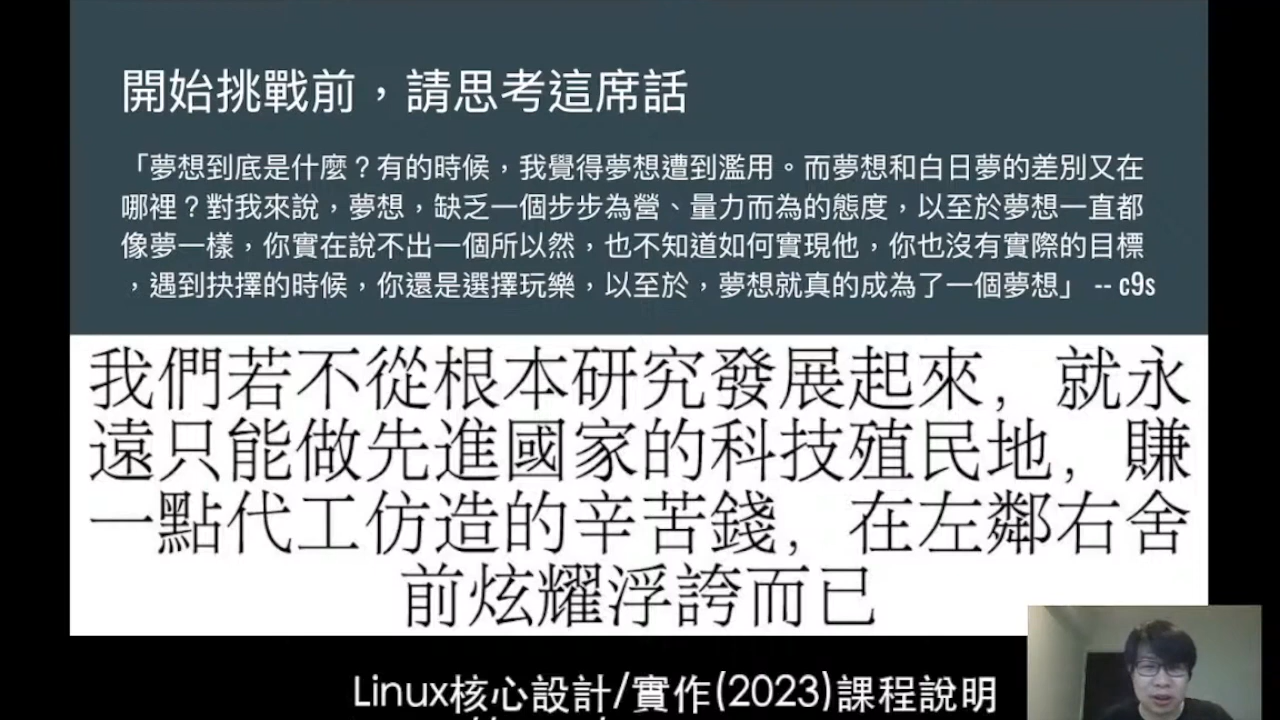 開始挑戰前，請思考這席話
「夢想到底是什麼？有的時候，我覺得夢想遭到濫用。而夢想和白日夢的差別又在
哪裡？對我來說，夢想，缺乏一個步步為營、量力而為的態度，以至於夢想一直都
像夢一樣，你實在說不出一個所以然，也不知道如何實現他，你也沒有實際的目標
，遇到抉擇的時候，你還是選擇玩樂，以至於，夢想就真的成為了一個夢想」 -- c9s
我們若不從根本研究發展起來，就永
遠只能做先進國家的科技殖民地，賺
一點代工仿造的辛苦錢，在左鄰右舍
前炫耀浮誇而已
Linux核心設計/實作(2023)課程說明